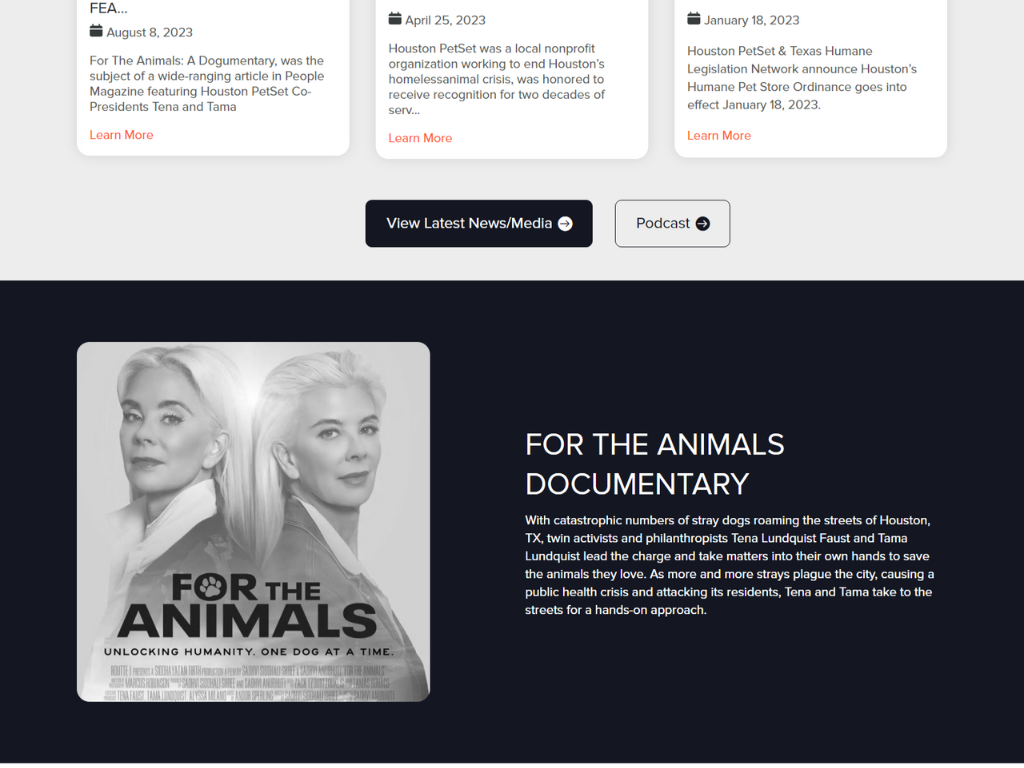 FEA...
August 8, 2023
For The Animals: A Dogumentary, was the
subject of a wide-ranging article in People
Magazine featuring Houston PetSet Co-
Presidents Tena and Tama
Learn More
April 25, 2023
Houston PetSet was a local nonprofit
organization working to end Houston's
homelessanimal crisis, was honored to
receive recognition for two decades of
serv...
Learn More
January 18, 2023
Houston PetSet & Texas Humane
Legislation Network announce Houston's
Humane Pet Store Ordinance goes into
effect January 18, 2023.
Learn More
View Latest News/Media
Podcast
FOR THE
ANIMALS
UNLOCKING HUMANITY. ONE DOG AT A TIME.
TENA FAUST TAMA LUNDQUIST ALYSSA MILANO
FOR THE ANIMALS
DOCUMENTARY
With catastrophic numbers of stray dogs roaming the streets of Houston,
TX, twin activists and philanthropists Tena Lundquist Faust and Tama
Lundquist lead the charge and take matters into their own hands to save
the animals they love. As more and more strays plague the city, causing a
public health crisis and attacking its residents, Tena and Tama take to the
streets for a hands-on approach.